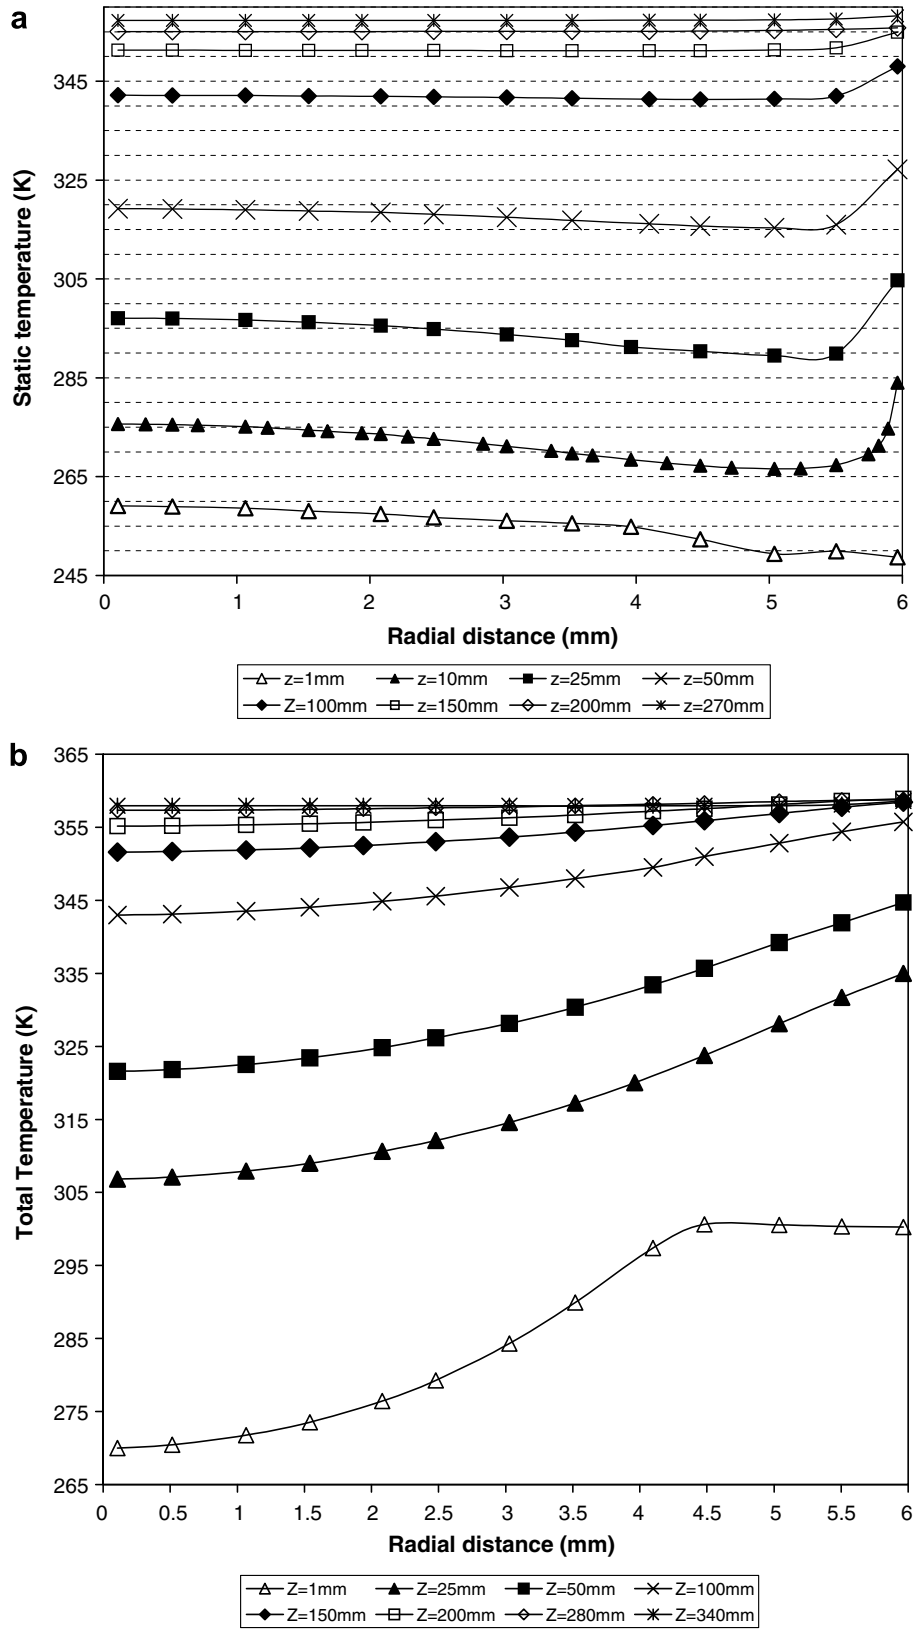 a
345
325
305
285
265
245
Static temperature (K)
0 1 2 3 4 5 6
Radial distance (mm)
z=1mm z=10mm z=25mm z=50mm
Z=100mm z=150mm z=200mm z=270mm
b
365
355
345
335
325
315
305
295
285
275
265
Total Temperature (K)
0 0.5 1 1.5 2 2.5 3 3.5 4 4.5 5 5.5 6
Radial distance (mm)
Z=1mm Z=25mm Z=50mm Z=100mm
Z=150mm Z=200mm Z=280mm Z=340mm